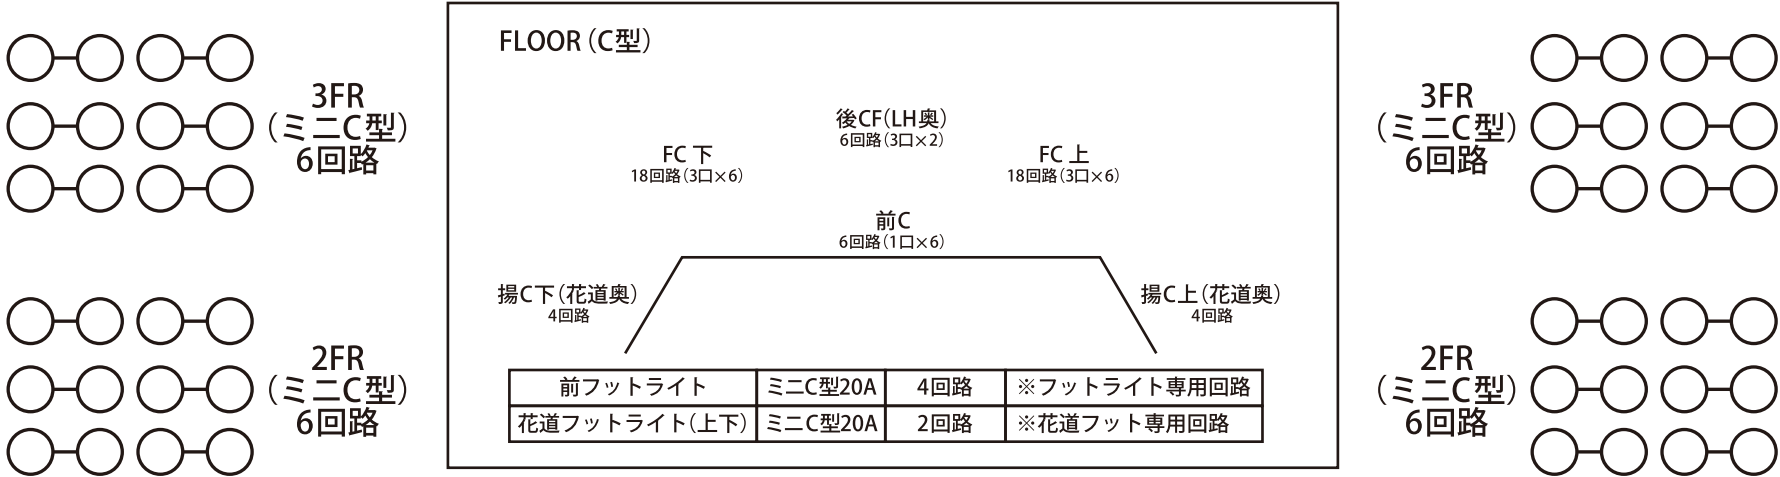 3FR
（ミニC型）
6回路
2FR
（ミニC型）
6回路
FLOOR（C型）
後CF（LH奥）
6回路（3口×2）
FC 下
18回路（3口×6）
FC 上
18回路（3口×6）
前C
6回路（1口×6）
揚C下（花道奥）
4回路
揚C上（花道奥）
4回路
前フットライト ミニC型20A 4回路 ※フットライト専用回路
花道フットライト（上下） ミニC型20A 2回路 ※花道フット専用回路
3FR
（ミニC型）
6回路
2FR
（ミニC型）
6回路